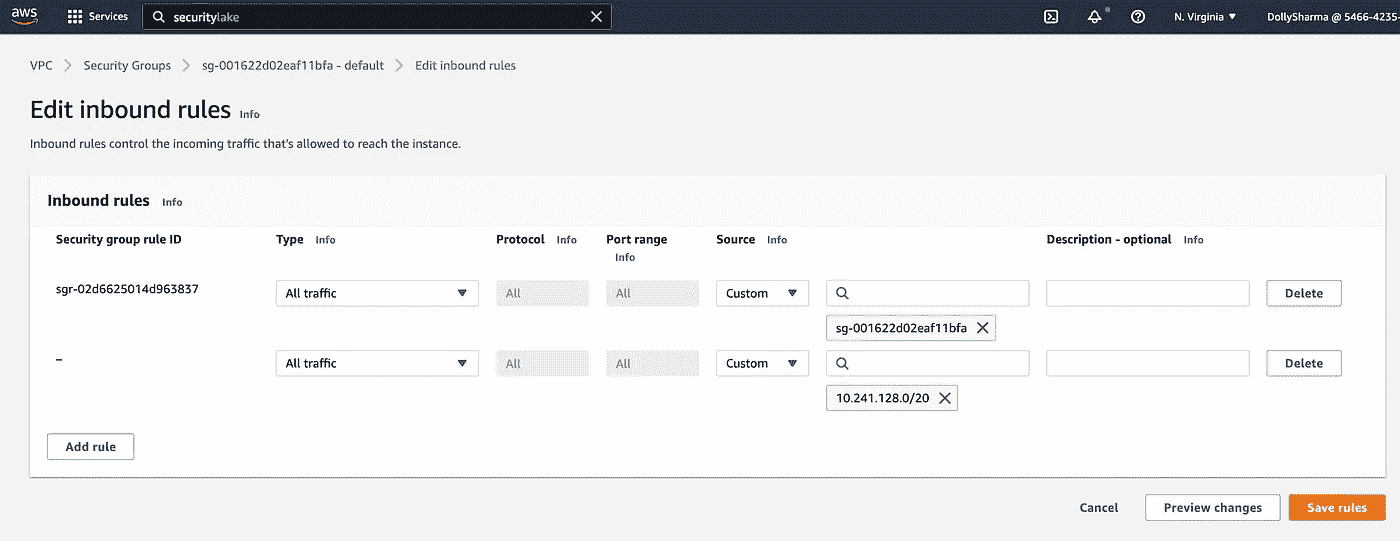 aws Services securitylake N. Virginia DollySharma @ 5466-4235-
VPC Security Groups sg-001622d02eaf11bfa - default Edit inbound rules
Edit inbound rules Info
Inbound rules control the incoming traffic that's allowed to reach the instance.
Inbound rules Info
Security group rule ID Type Info Protocol Info Port range Source Info Description - optional Info
Info
sgr-02d6625014d963837 All traffic All All Custom Delete
sg-001622d02eaf11bfa
– All traffic All All Custom Delete
10.241.128.0/20
Add rule
Cancel Preview changes Save rules